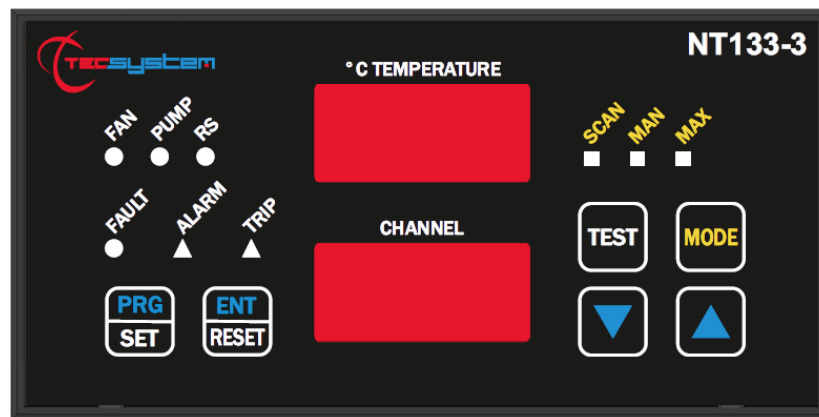 TECSYSTEM
NT133-3
°C TEMPERATURE
FAN PUMP RS
SCAN MAN MAX
FAULT ALARM TRIP
CHANNEL
TEST MODE
PRG ENT
SET RESET